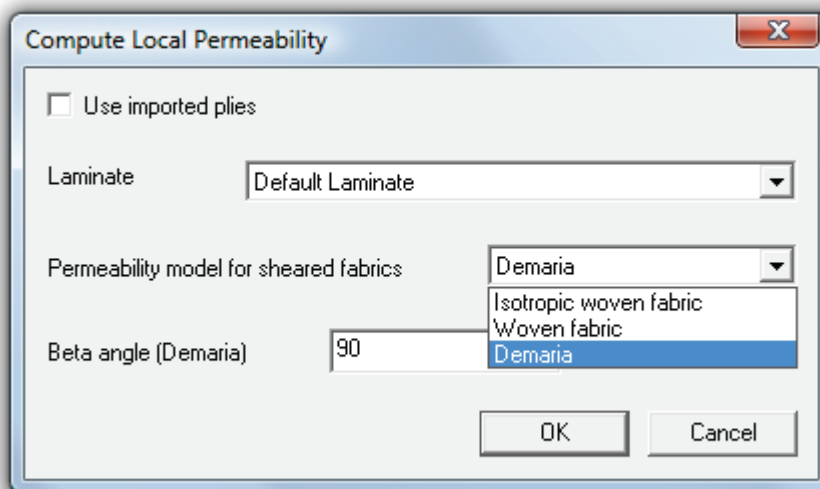 Compute Local Permeability
Use imported plies
Laminate
Default Laminate
Permeability model for sheared fabrics
Demaria
Isotropic woven fabric
Woven fabric
Demaria
Beta angle (Demaria)
90
OK
Cancel